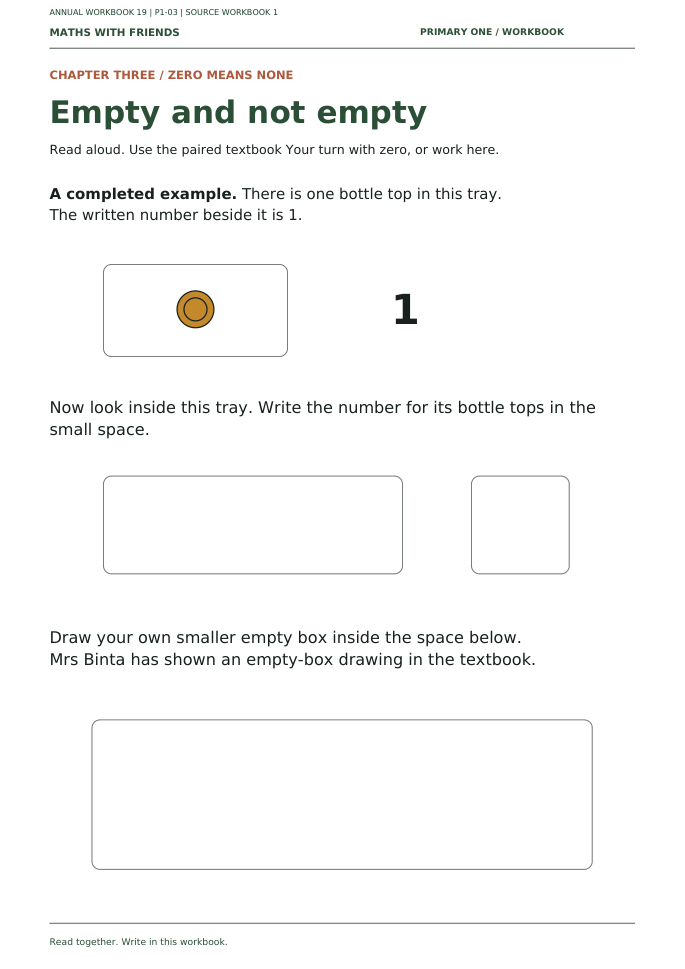 ANNUAL WORKBOOK 19 | P1-03 | SOURCE WORKBOOK 1
MATHS WITH FRIENDS
PRIMARY ONE / WORKBOOK
CHAPTER THREE / ZERO MEANS NONE
Empty and not empty
Read aloud. Use the paired textbook Your turn with zero, or work here.
A completed example. There is one bottle top in this tray.
The written number beside it is 1.
1
Now look inside this tray. Write the number for its bottle tops in the
small space.
Draw your own smaller empty box inside the space below.
Mrs Binta has shown an empty-box drawing in the textbook.
Read together. Write in this workbook.